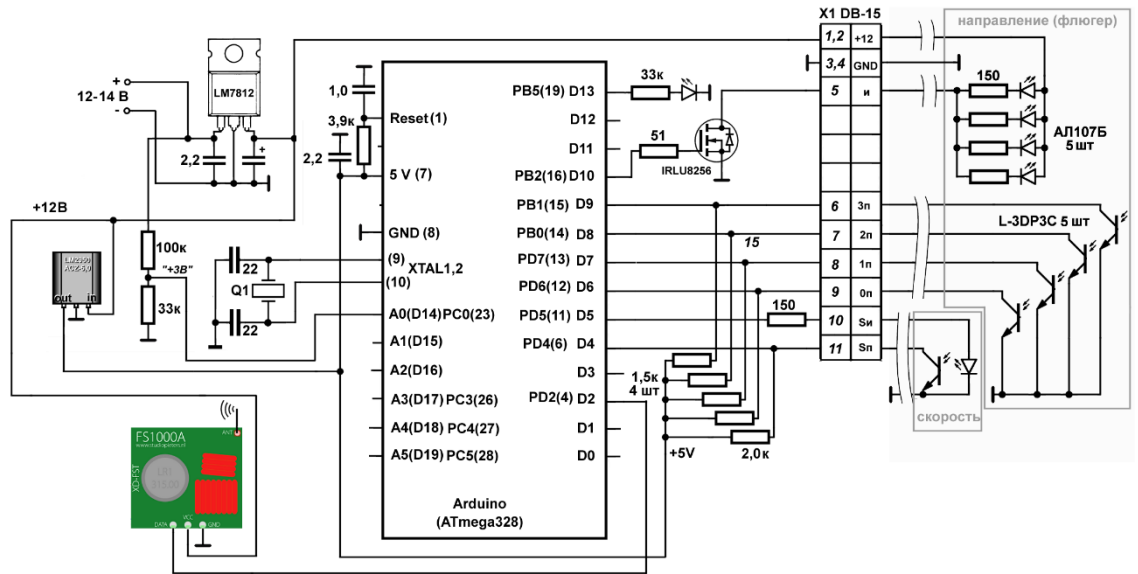 X1 DB-15
направление (флюгер)
1,2 +12
3,4 GND
5 и
6 3п
7 2п
8 1п
9 0п
10 Sи
11 Sп
150
АЛ107Б
5 шт
L-3DP3C 5 шт
скорость
+
12-14 В
-
LM7812
2,2
+
+12В
100к
"+3В"
33к
out in
1,0
3,9к
2,2
22
Q1
22
Reset(1)
5 V (7)
GND (8)
(9)
XTAL1,2
(10)
A0(D14)PC0(23)
A1(D15)
A2(D16)
A3(D17) PC3(26)
A4(D18) PC4(27)
A5(D19) PC5(28)
PB5(19) D13
D12
D11
PB2(16) D10
PB1(15) D9
PB0(14) D8
PD7(13) D7
PD6(12) D6
PD5(11) D5
PD4(6) D4
D3
PD2(4) D2
D1
D0
Arduino
(ATmega328)
33к
51
IRLU8256
15
150
1,5к
4 шт
+5V
2,0к
FS1000A
XD-FST
ANT
DATA VCC GND